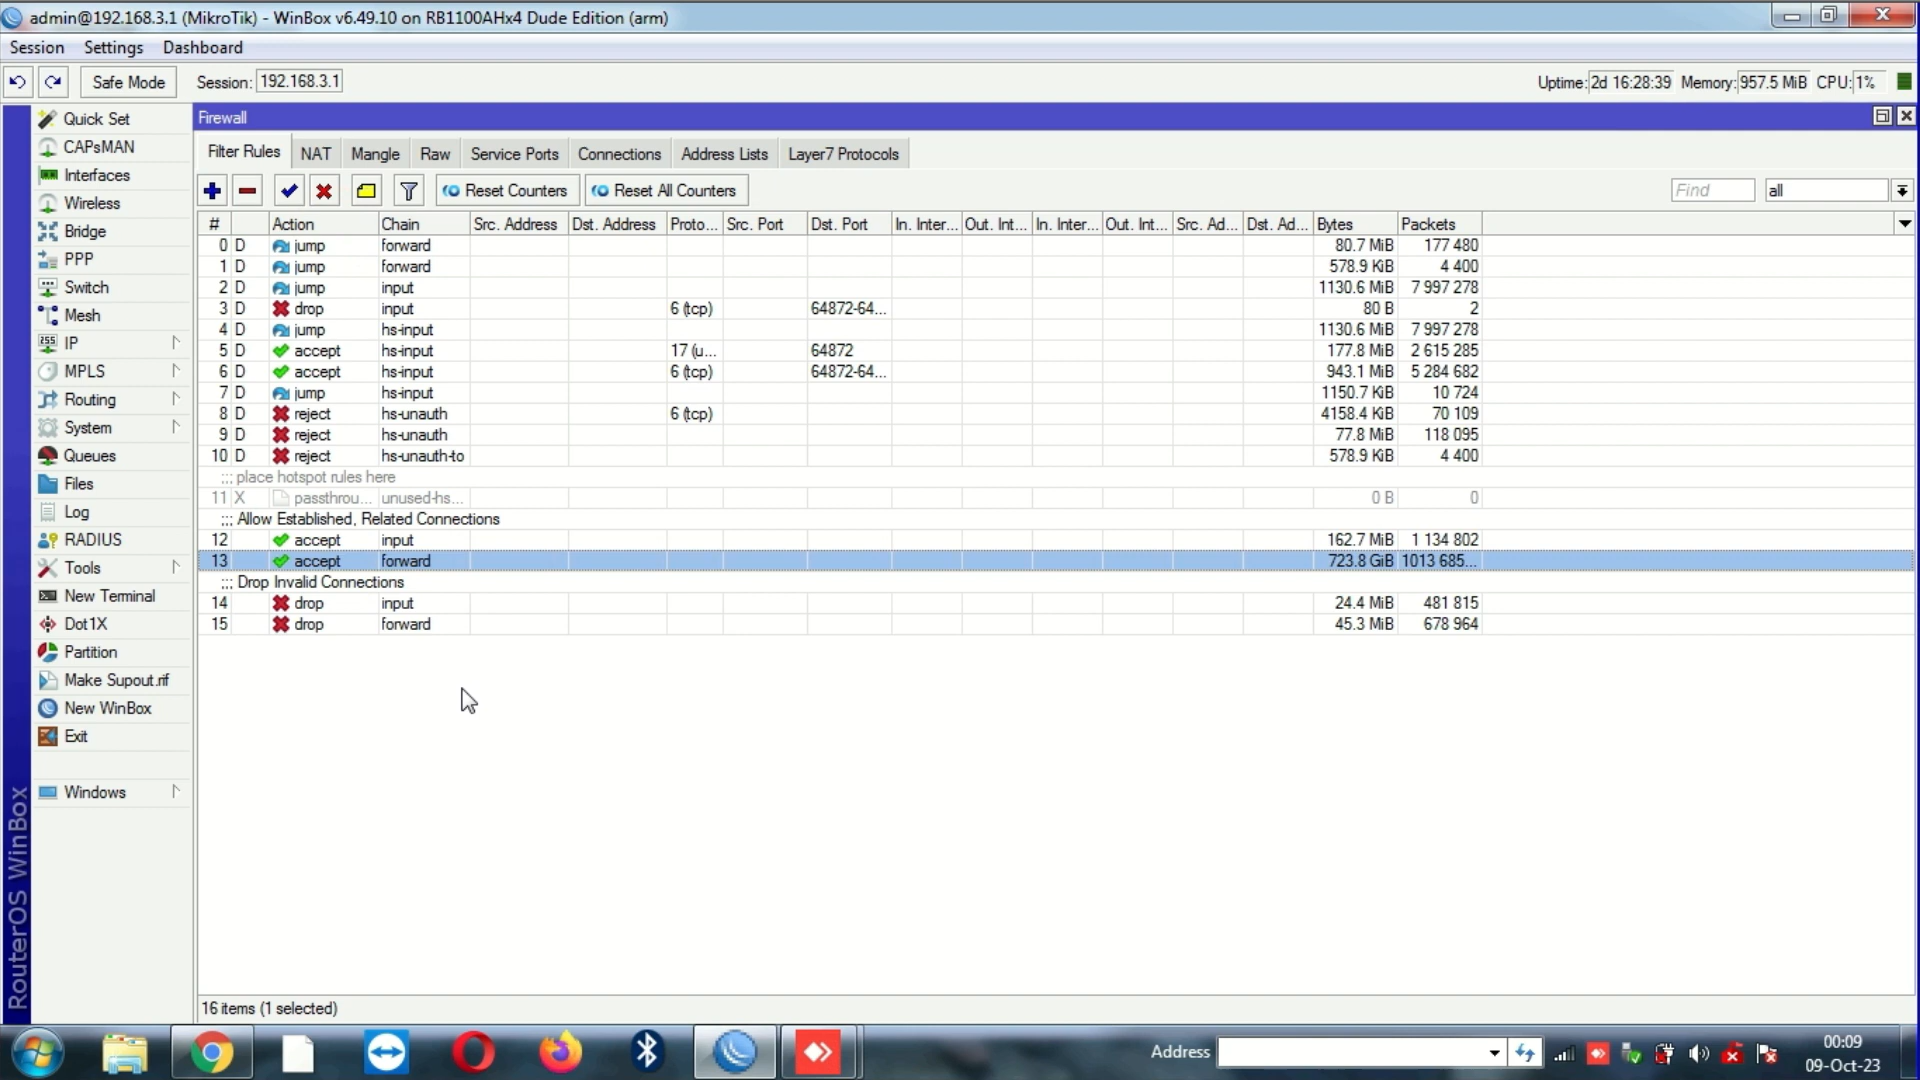 admin@192.168.3.1 (MikroTik) - WinBox v6.49.10 on RB1100AHx4 Dude Edition (arm)
Session Settings Dashboard
Safe Mode Session: 192.168.3.1 Uptime: 2d 16:28:39 Memory: 957.5 MiB CPU: 1%
Quick Set
CAPsMAN
Interfaces
Wireless
Bridge
PPP
Switch
Mesh
IP
MPLS
Routing
System
Queues
Files
Log
RADIUS
Tools
New Terminal
Dot1X
Partition
Make Supout.rif
New WinBox
Exit
Windows
RouterOS WinBox
Firewall
Filter Rules NAT Mangle Raw Service Ports Connections Address Lists Layer7 Protocols
Reset Counters Reset All Counters Find all
# Action Chain Src. Address Dst. Address Proto... Src. Port Dst. Port In. Inter... Out. Int... In. Inter... Out. Int... Src. Ad... Dst. Ad... Bytes Packets
0 D jump forward 80.7 MiB 177 480
1 D jump forward 578.9 KiB 4 400
2 D jump input 1130.6 MiB 7 997 278
3 D drop input 6 (tcp) 64872-64... 80 B 2
4 D jump hs-input 1130.6 MiB 7 997 278
5 D accept hs-input 17 (u... 64872 177.8 MiB 2 615 285
6 D accept hs-input 6 (tcp) 64872-64... 943.1 MiB 5 284 682
7 D jump hs-input 1150.7 KiB 10 724
8 D reject hs-unauth 6 (tcp) 4158.4 KiB 70 109
9 D reject hs-unauth 77.8 MiB 118 095
10 D reject hs-unauth-to 578.9 KiB 4 400
;;; place hotspot rules here
11 X passthrou... unused-hs... 0 B 0
;;; Allow Established, Related Connections
12 accept input 162.7 MiB 1 134 802
13 accept forward 723.8 GiB 1013 685...
;;; Drop Invalid Connections
14 drop input 24.4 MiB 481 815
15 drop forward 45.3 MiB 678 964
16 items (1 selected)
Address
00:09
09-Oct-23